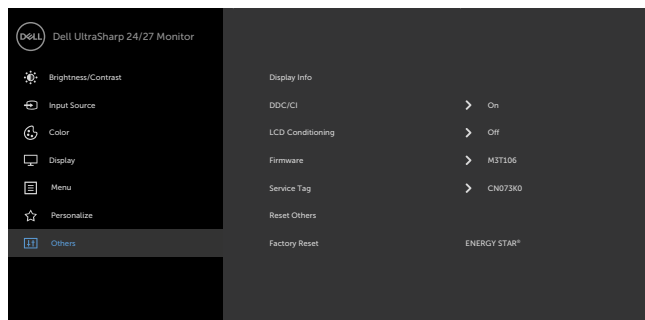 DELL Dell UltraSharp 24/27 Monitor
Brightness/Contrast Display Info
Input Source DDC/CI On
Color LCD Conditioning Off
Display Firmware M3T106
Menu Service Tag CN073K0
Personalize Reset Others
Others Factory Reset ENERGY STAR®